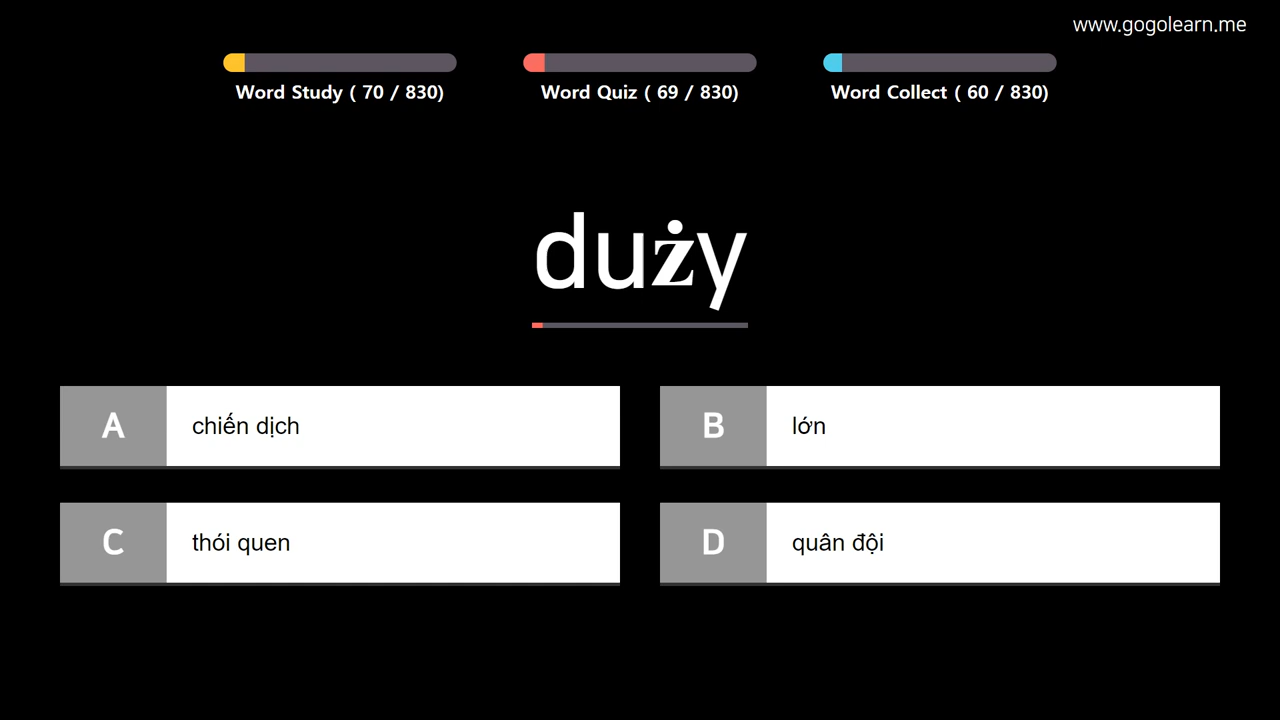 www.gogolearn.me
Word Study ( 70 / 830)
Word Quiz ( 69 / 830)
Word Collect ( 60 / 830)
duży
A chiến dịch
B lớn
C thói quen
D quân đội